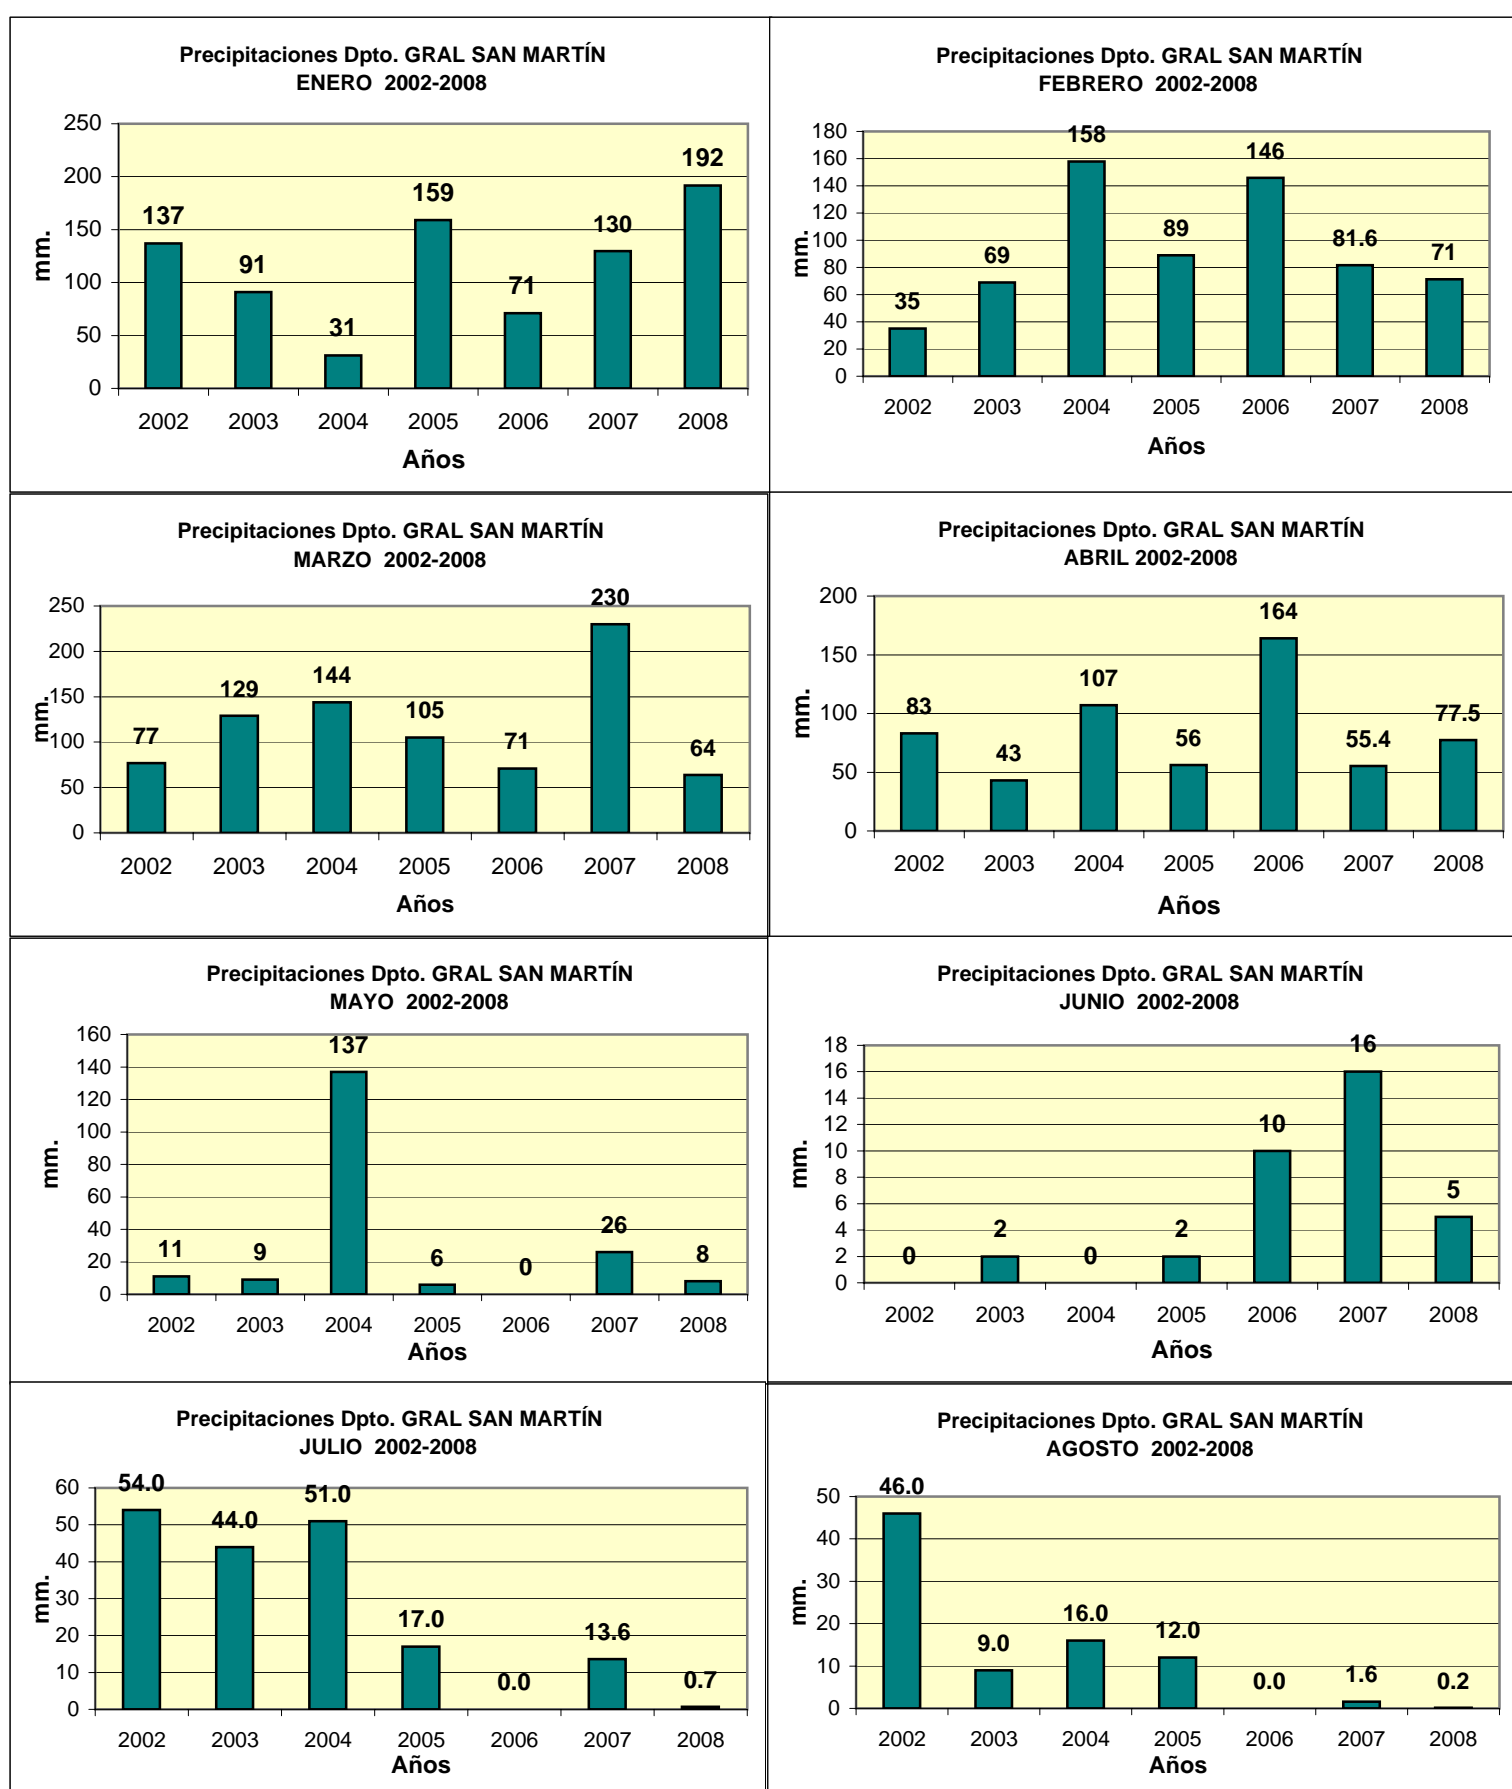 Precipitaciones Dpto. GRAL SAN MARTÍN
ENERO 2002-2008
250
200
150
100
50
0
mm.
137
91
31
159
71
130
192
2002 2003 2004 2005 2006 2007 2008
Años
Precipitaciones Dpto. GRAL SAN MARTÍN
FEBRERO 2002-2008
180
160
140
120
100
80
60
40
20
0
mm.
35
69
158
89
146
81.6
71
2002 2003 2004 2005 2006 2007 2008
Años
Precipitaciones Dpto. GRAL SAN MARTÍN
MARZO 2002-2008
250
200
150
100
50
0
mm.
77
129
144
105
71
230
64
2002 2003 2004 2005 2006 2007 2008
Años
Precipitaciones Dpto. GRAL SAN MARTÍN
ABRIL 2002-2008
200
150
100
50
0
mm.
83
43
107
56
164
55.4
77.5
2002 2003 2004 2005 2006 2007 2008
Años
Precipitaciones Dpto. GRAL SAN MARTÍN
MAYO 2002-2008
160
140
120
100
80
60
40
20
0
mm.
11
9
137
6
0
26
8
2002 2003 2004 2005 2006 2007 2008
Años
Precipitaciones Dpto. GRAL SAN MARTÍN
JUNIO 2002-2008
18
16
14
12
10
8
6
4
2
0
mm.
0
2
0
2
10
16
5
2002 2003 2004 2005 2006 2007 2008
Años
Precipitaciones Dpto. GRAL SAN MARTÍN
JULIO 2002-2008
60
50
40
30
20
10
0
mm.
54.0
44.0
51.0
17.0
0.0
13.6
0.7
2002 2003 2004 2005 2006 2007 2008
Años
Precipitaciones Dpto. GRAL SAN MARTÍN
AGOSTO 2002-2008
50
40
30
20
10
0
mm.
46.0
9.0
16.0
12.0
0.0
1.6
0.2
2002 2003 2004 2005 2006 2007 2008
Años